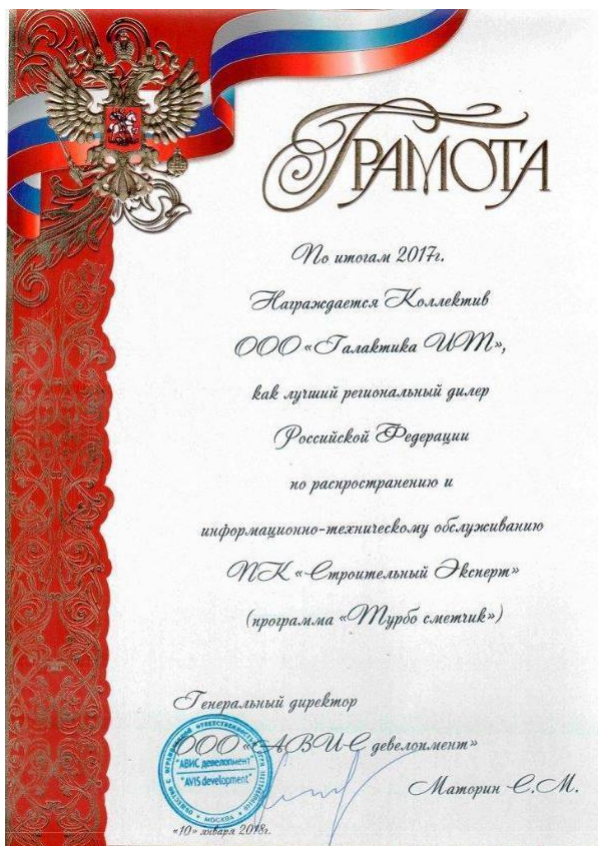 Грамота
По итогам 2017г.
Награждается Коллектив
ООО «Галактика ИТ»,
как лучший региональный дилер
Российской Федерации
по распространению и
информационно-техническому обслуживанию
ПК «Строительный Эксперт»
(программа «Турбо сметчик»)
Генеральный директор
ООО «АВИС девелопмент»
"АВИС девелопмент"
"AVIS development"
МОСКВА
Маторин С.М.
«10» января 2018г.